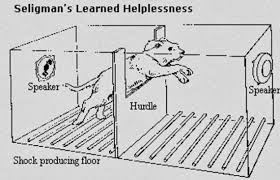 Seligman's Learned Helplessness
Speaker
Hurdle
Speaker
Shock producing floor